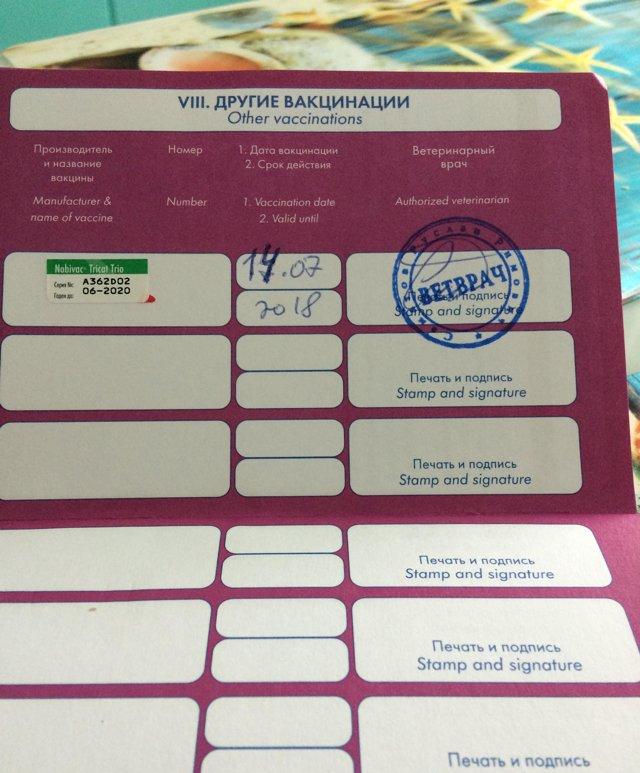 VIII. ДРУГИЕ ВАКЦИНАЦИИ
Other vaccinations
Производитель
и название
вакцины
Номер
1. Дата вакцинации
2. Срок действия
Ветеринарный
врач
Manufacturer &
name of vaccine
Number
1. Vaccination date
2. Valid until
Authorized veterinarian
Nobivac Tricat Trio
Серия №: A362D02
Годен до: 06-2020
14.07
2018
ВЕТВРАЧ
Печать и подпись
Stamp and signature
Печать и подпись
Stamp and signature
Печать и подпись
Stamp and signature
Печать и подпись
Stamp and signature
Печать и подпись
Stamp and signature
Печать и подпись